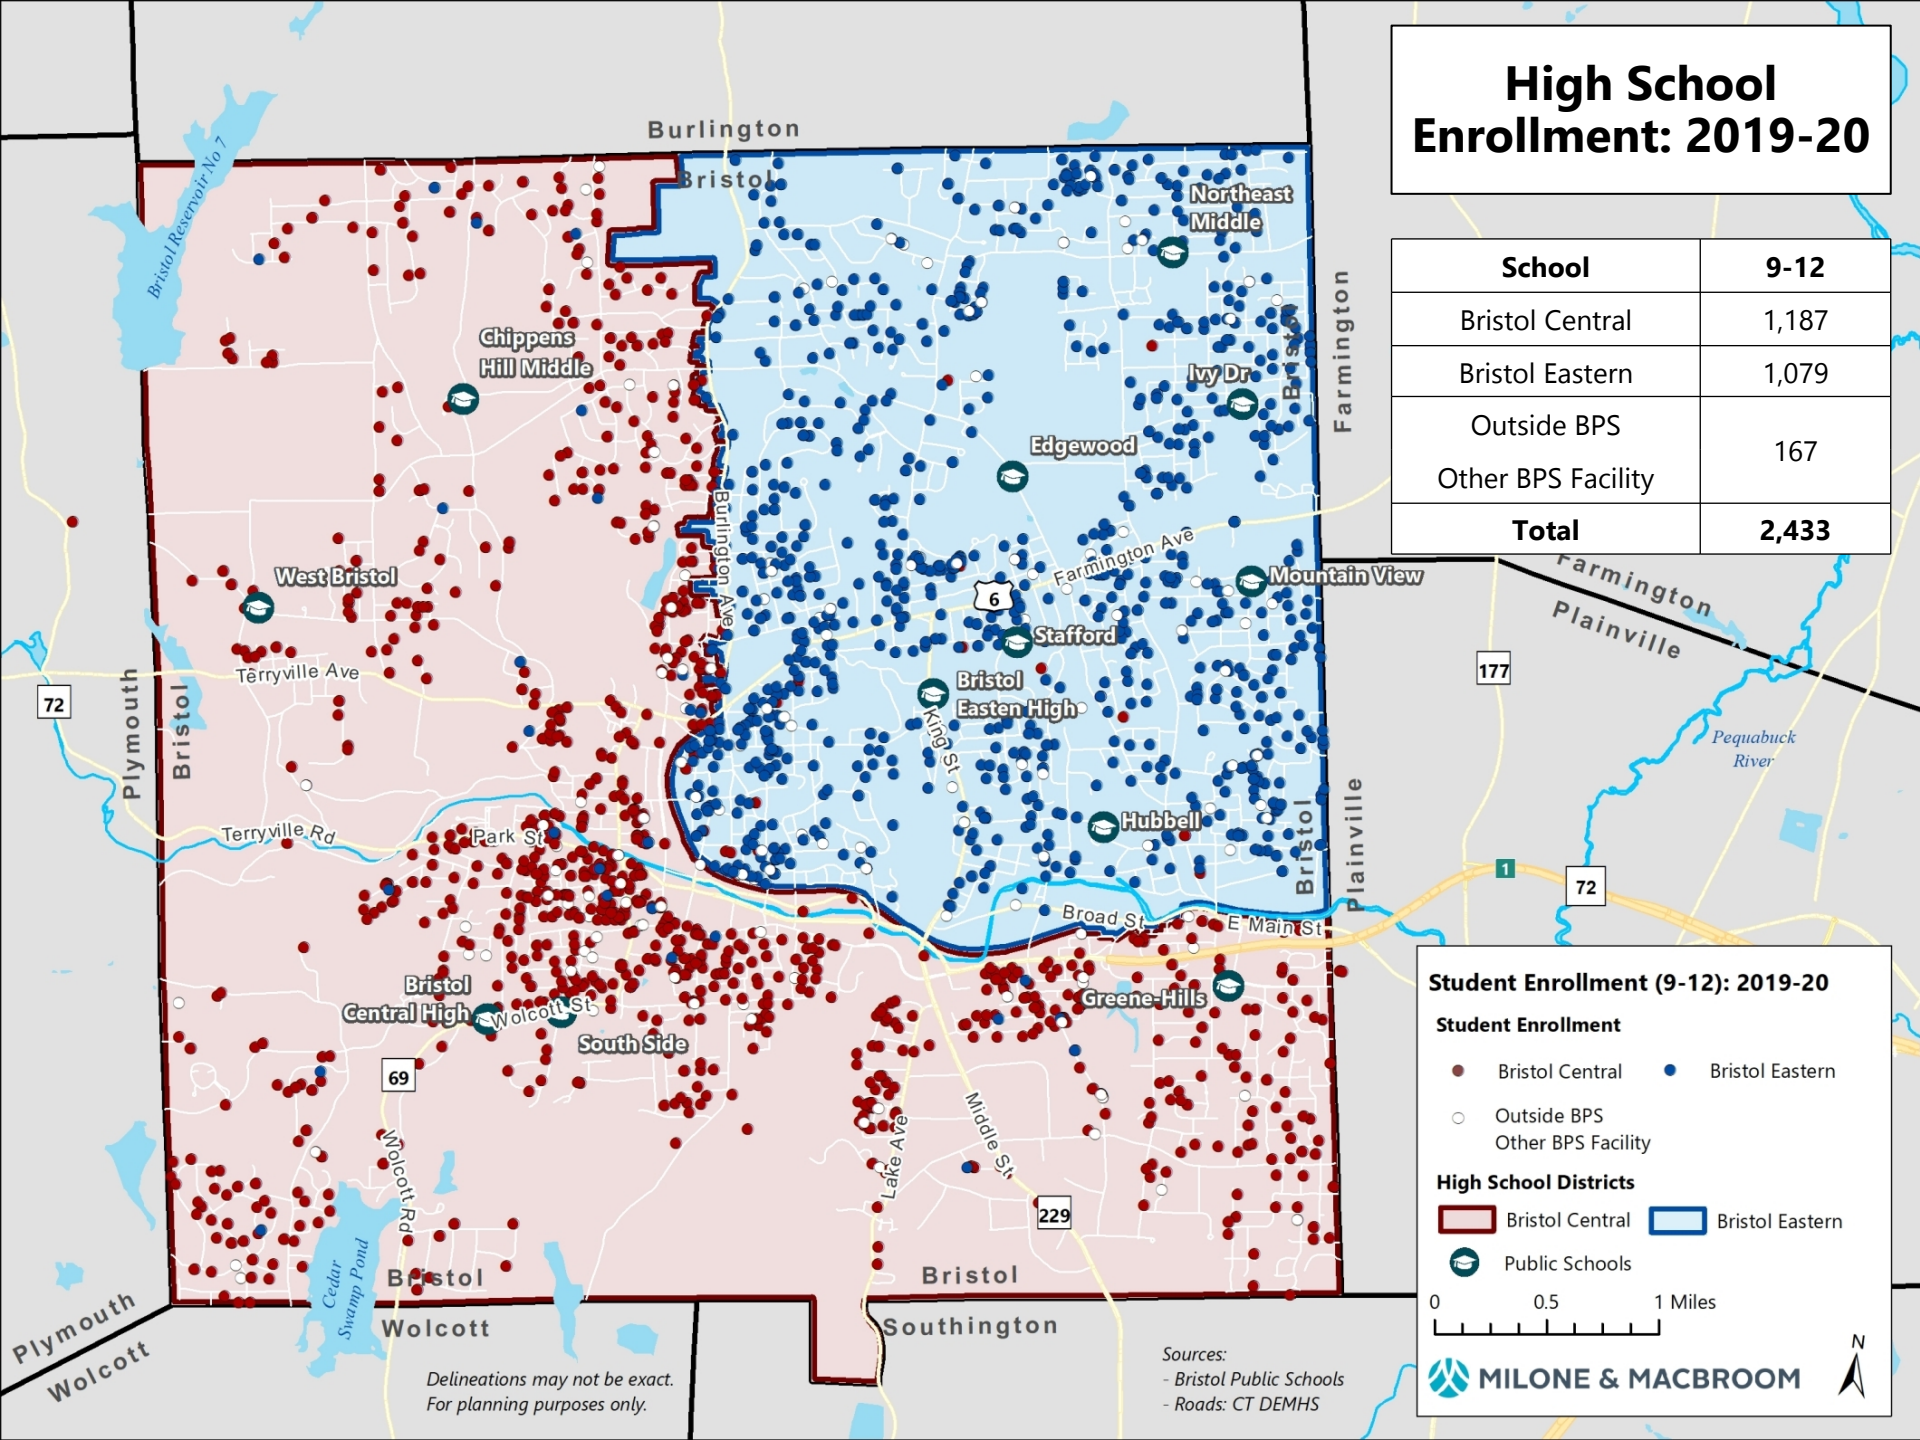 High School
Enrollment: 2019-20
School 9-12
Bristol Central 1,187
Bristol Eastern 1,079
Outside BPS
Other BPS Facility
167
Total 2,433
Burlington
Bristol
Bristol Reservoir No 7
Northeast
Middle
Chippens
Hill Middle
Ivy Dr
Bristol
Farmington
Edgewood
Burlington Ave
Farmington Ave
6
West Bristol
Mountain View
Farmington
Plainville
Stafford
Terryville Ave
Bristol
Easten High
King St
177
72
Plymouth
Bristol
Pequabuck
River
Terryville Rd
Park St
Hubbell
Bristol
Plainville
1
72
Broad St
E Main St
Bristol
Central High
Wolcott St
South Side
Greene-Hills
69
Wolcott Rd
Lake Ave
Middle St
229
Cedar
Swamp Pond
Bristol
Wolcott
Bristol
Southington
Plymouth
Wolcott
Delineations may not be exact.
For planning purposes only.
Sources:
- Bristol Public Schools
- Roads: CT DEMHS
Student Enrollment (9-12): 2019-20
Student Enrollment
Bristol Central Bristol Eastern
Outside BPS
Other BPS Facility
High School Districts
Bristol Central Bristol Eastern
Public Schools
0 0.5 1 Miles
N
MILONE & MACBROOM